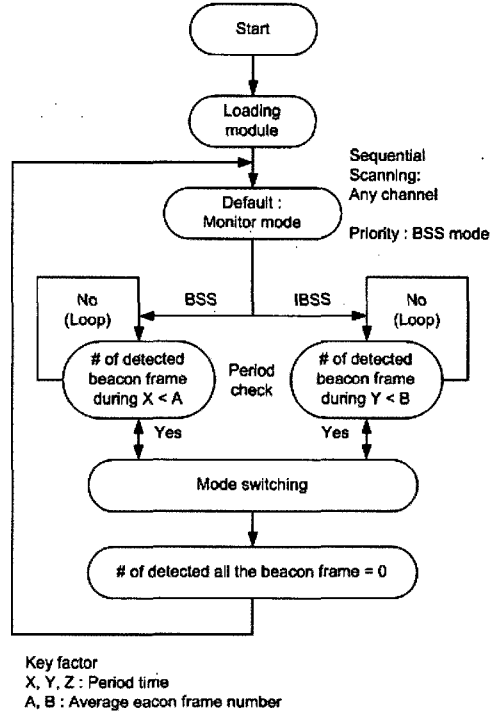 Start
Loading
module
Sequential
Scanning:
Any channel
Priority : BSS mode
Default :
Monitor mode
BSS
IBSS
No
(Loop)
No
(Loop)
# of detected
beacon frame
during X < A
Period
check
# of detected
beacon frame
during Y < B
Yes
Yes
Mode switching
# of detected all the beacon frame = 0
Key factor
X, Y, Z : Period time
A, B : Average eacon frame number